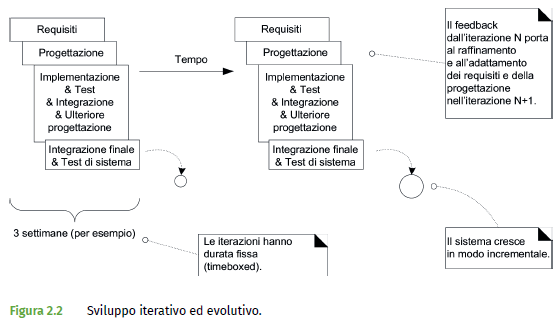 Requisiti
Progettazione
Implementazione
& Test
& Integrazione
& Ulteriore
progettazione
Integrazione finale
& Test di sistema
3 settimane (per esempio)
Tempo
Requisiti
Progettazione
Implementazione
& Test
& Integrazione
& Ulteriore
progettazione
Integrazione finale
& Test di sistema
Il feedback
dall'iterazione N porta
al raffinamento
e all'adattamento
dei requisiti e della
progettazione
nell'iterazione N+1.
Le iterazioni hanno
durata fissa
(timeboxed).
Il sistema cresce
in modo incrementale.
Figura 2.2 Sviluppo iterativo ed evolutivo.